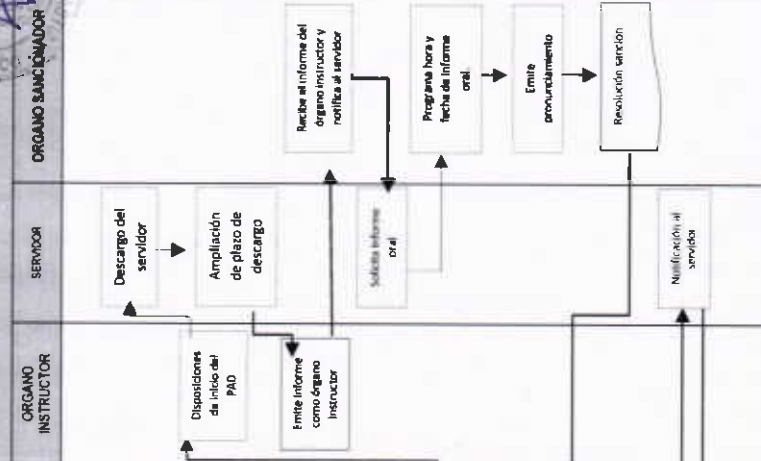 ORGANO
INSTRUCTOR
SERVIDOR
ORGANO SANCIONADOR
Disposiciones
de inicio del
PAD
Emite informe
como órgano
instructor
Descargo del
servidor
Ampliación
de plazo de
descargo
Solicita informe
oral
Notificación al
servidor
Recibe el informe del
órgano instructor y
notifica al servidor
Programa hora y
fecha de informe
oral.
Emite
pronunciamiento
Resolución sancion